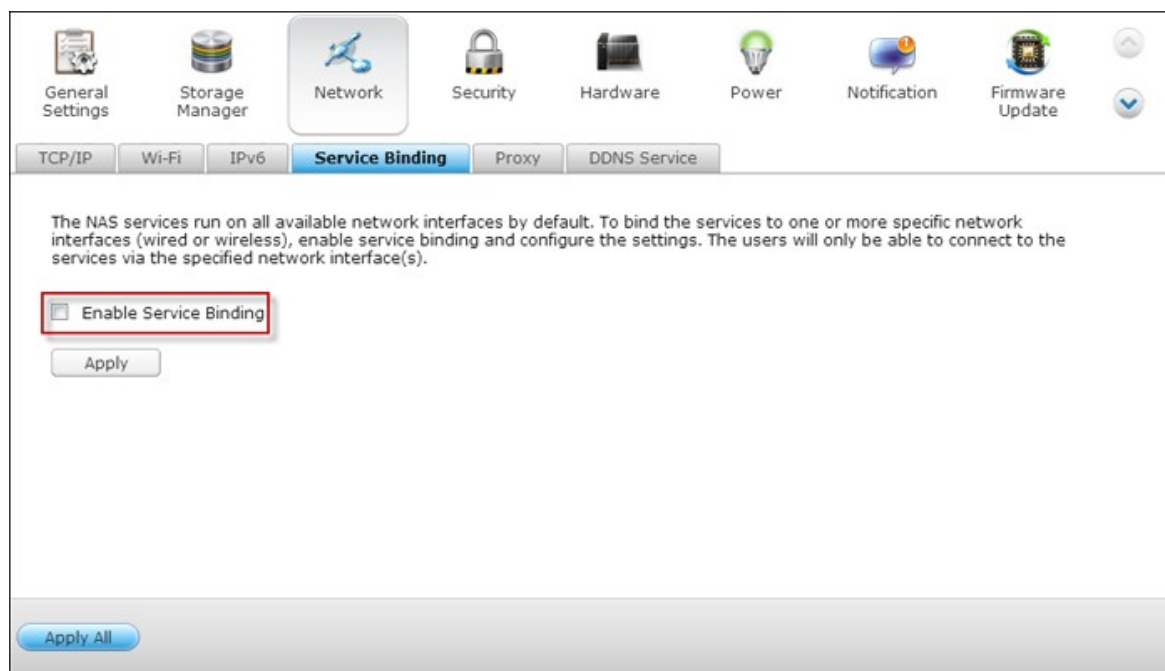 General Settings
Storage Manager
Network
Security
Hardware
Power
Notification
Firmware Update
TCP/IP
Wi-Fi
IPv6
Service Binding
Proxy
DDNS Service
The NAS services run on all available network interfaces by default. To bind the services to one or more specific network
interfaces (wired or wireless), enable service binding and configure the settings. The users will only be able to connect to the
services via the specified network interface(s).
Enable Service Binding
Apply
Apply All